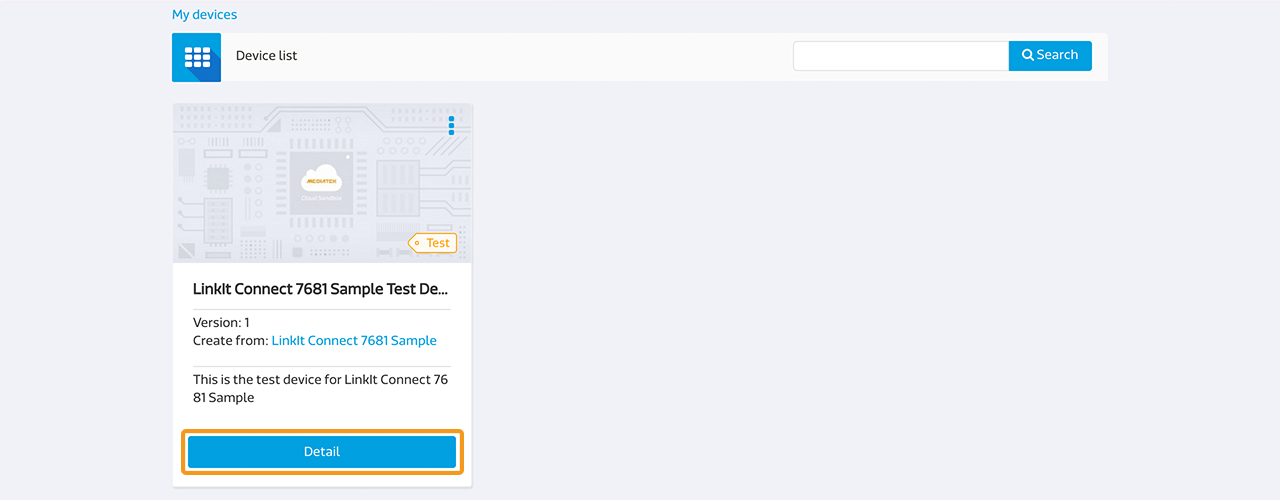 My devices
Device list
Search
MEDIATEK
Cloud Sandbox
Test
LinkIt Connect 7681 Sample Test De...
Version: 1
Create from: LinkIt Connect 7681 Sample
This is the test device for LinkIt Connect 76
81 Sample
Detail